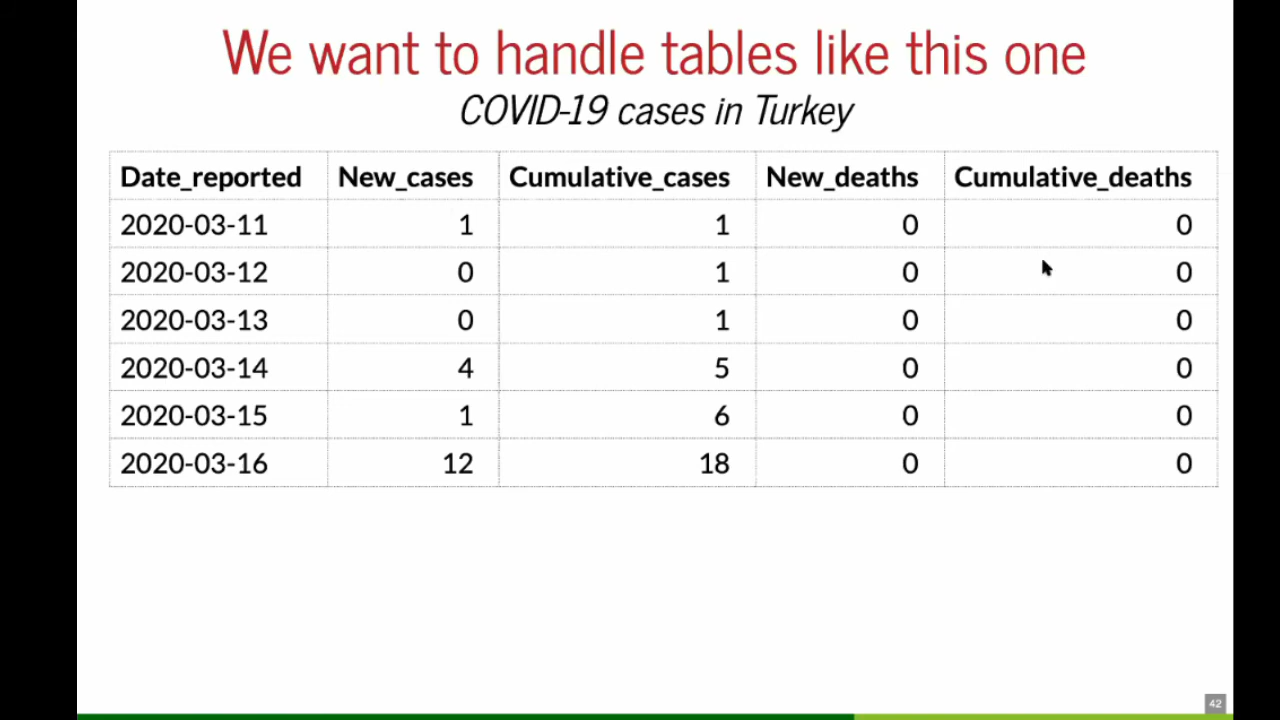 We want to handle tables like this one
COVID-19 cases in Turkey
Date_reported New_cases Cumulative_cases New_deaths Cumulative_deaths
2020-03-11 1 1 0 0
2020-03-12 0 1 0 0
2020-03-13 0 1 0 0
2020-03-14 4 5 0 0
2020-03-15 1 6 0 0
2020-03-16 12 18 0 0
42